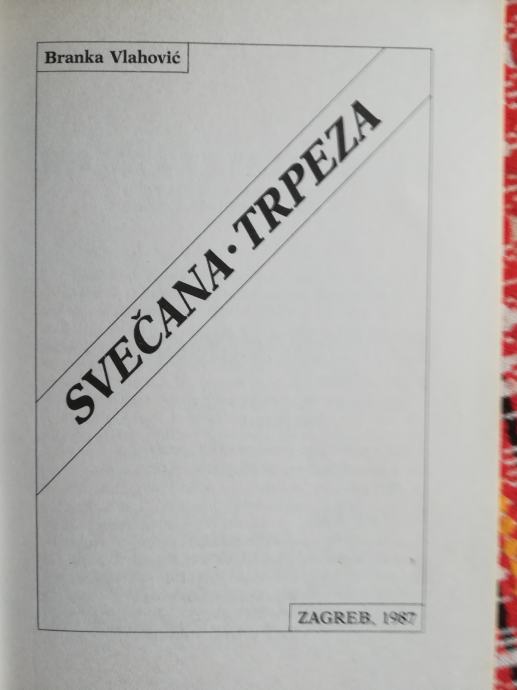 Branka Vlahović
SVEČANA · TRPEZA
ZAGREB, 1987